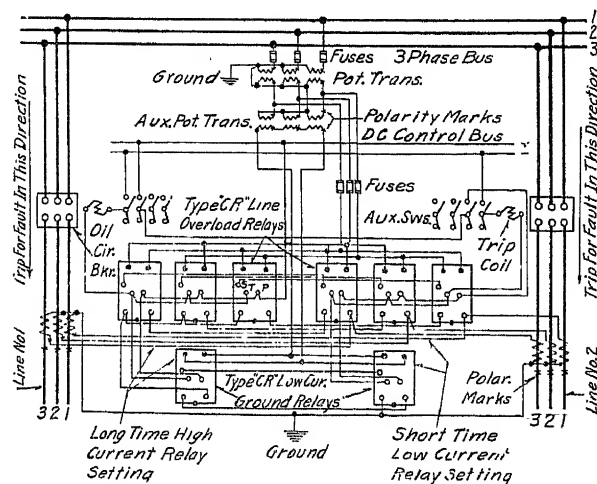 1
2
3
Fuses 3 Phase Bus
Ground
Pot. Trans.
Aux. Pot. Trans.
Polarity Marks
DC Control Bus
Trip For Fault In This Direction
Trip For Fault In This Direction
Fuses
Type "CR" Line
Overload Relays
Aux. Sws.
Oil
Cir.
Bkr.
Trip
Coil
S T P
Line No1
Line No.2
Type "CR" Low Cur.
Ground Relays
Polar.
Marks
3 2 1
3 2 1
Long Time High
Current Relay
Setting
Ground
Short Time
Low Current
Relay Setting